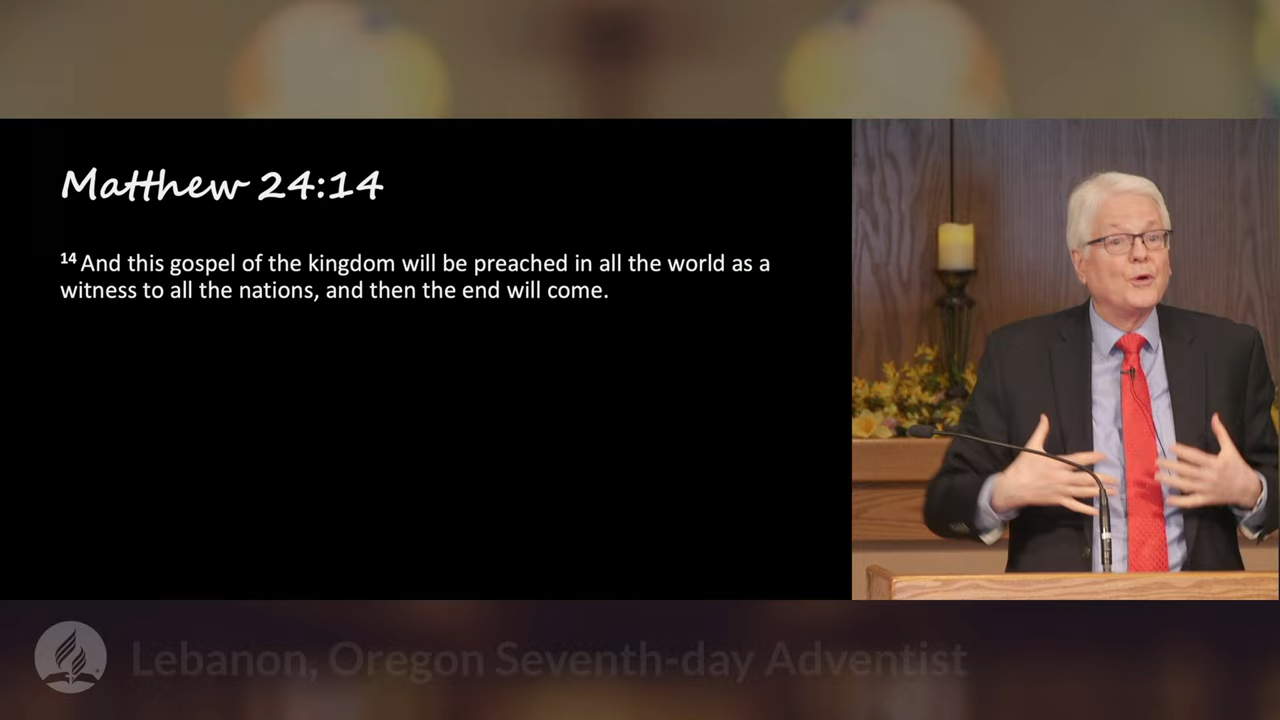 Matthew 24:14
14 And this gospel of the kingdom will be preached in all the world as a
witness to all the nations, and then the end will come.
Lebanon, Oregon Seventh-day Adventist